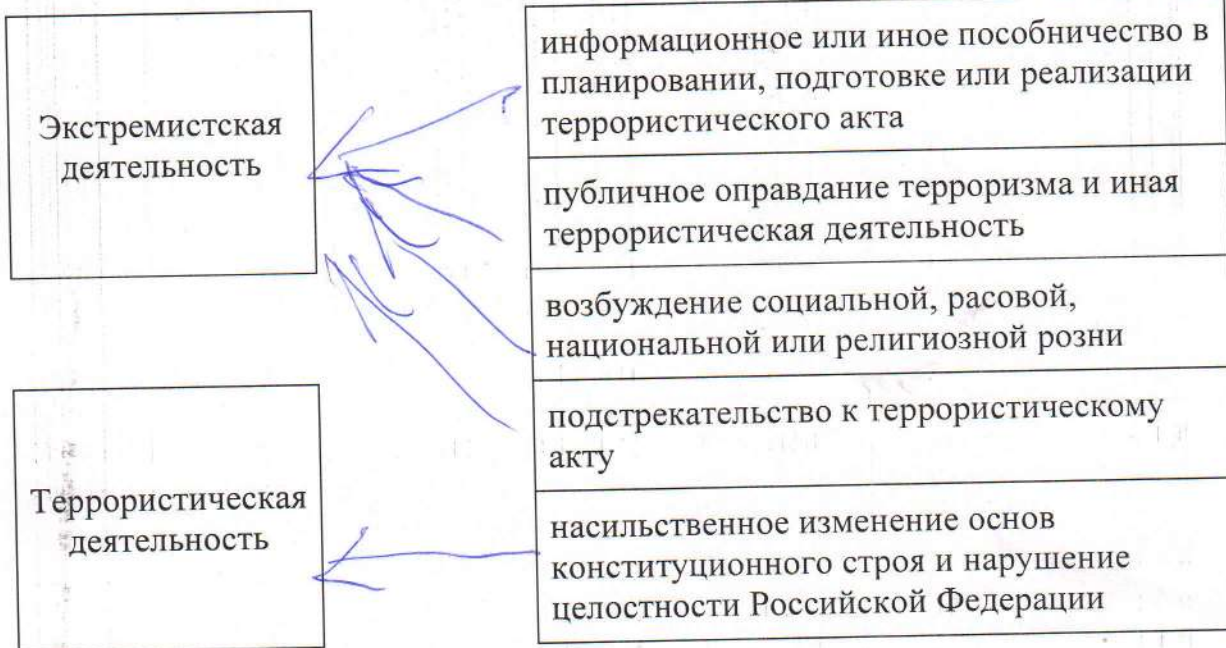 Экстремистская
деятельность
информационное или иное пособничество в
планировании, подготовке или реализации
террористического акта
публичное оправдание терроризма и иная
террористическая деятельность
возбуждение социальной, расовой,
национальной или религиозной розни
подстрекательство к террористическому
акту
Террористическая
деятельность
насильственное изменение основ
конституционного строя и нарушение
целостности Российской Федерации